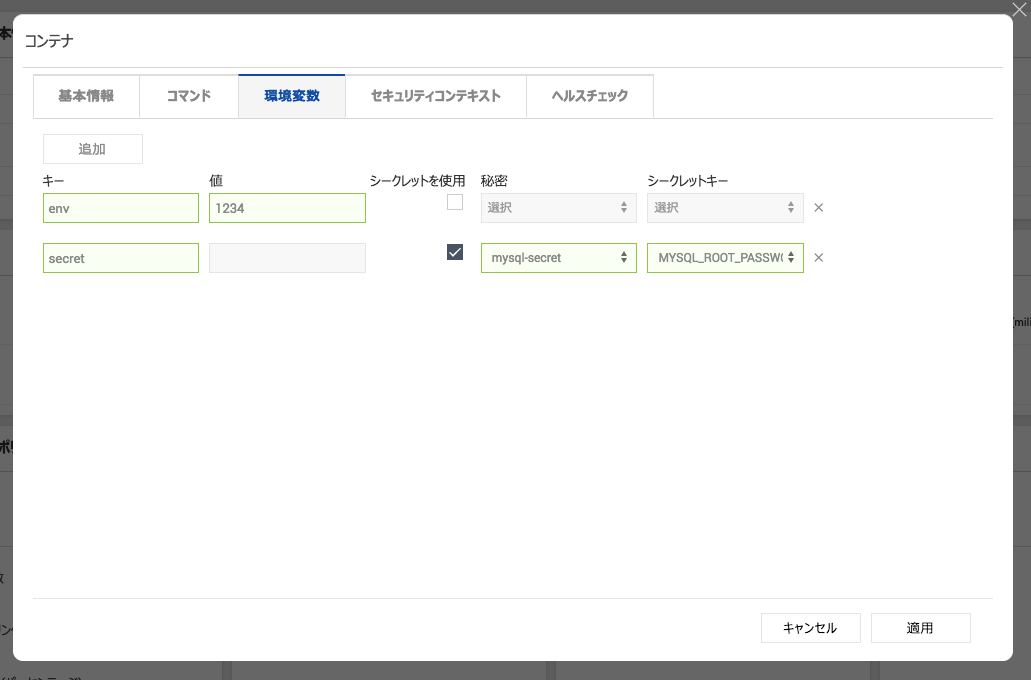 コンテナ
基本情報 コマンド 環境変数 セキュリティコンテキスト ヘルスチェック
追加
キー 値 シークレットを使用 秘密 シークレットキー
env 1234 選択 選択
secret mysql-secret MYSQL_ROOT_PASSW
キャンセル 適用